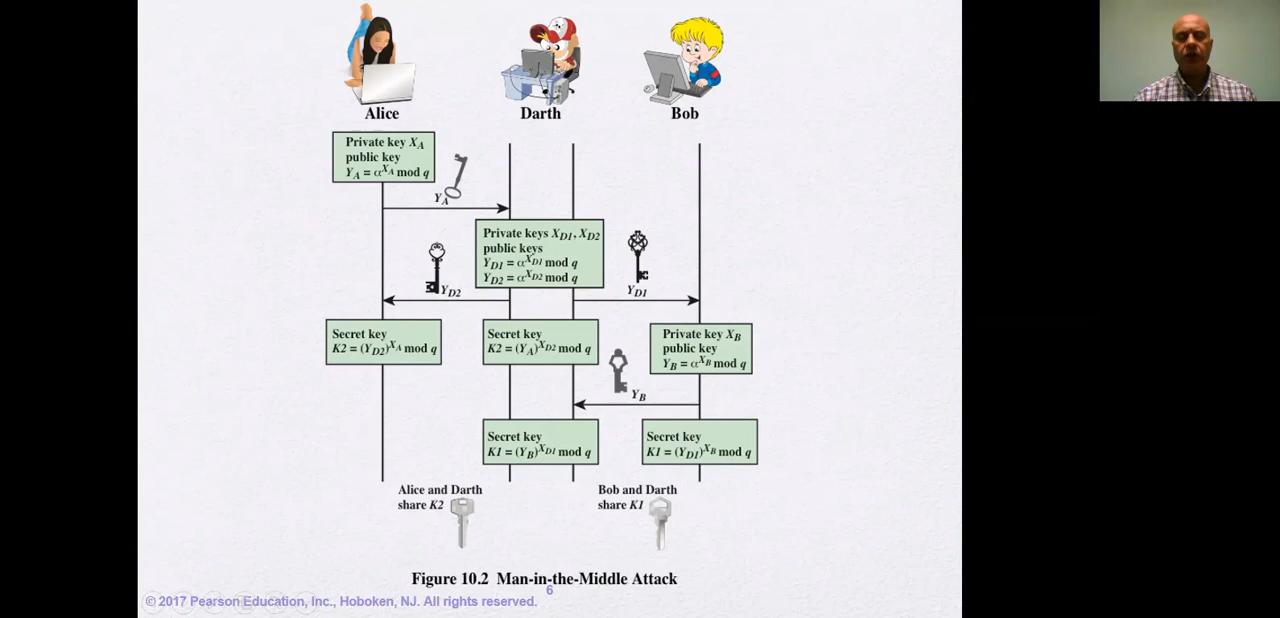 Alice
Darth
Bob
Private key X_A
public key
Y_A = α^X_A mod q
Y_A
Private keys X_D1, X_D2
public keys
Y_D1 = α^X_D1 mod q
Y_D2 = α^X_D2 mod q
Y_D2
Y_D1
Secret key
K2 = (Y_D2)^X_A mod q
Secret key
K2 = (Y_A)^X_D2 mod q
Private key X_B
public key
Y_B = α^X_B mod q
Y_B
Secret key
K1 = (Y_B)^X_D1 mod q
Secret key
K1 = (Y_D1)^X_B mod q
Alice and Darth
share K2
Bob and Darth
share K1
Figure 10.2 Man-in-the-Middle Attack
6
© 2017 Pearson Education, Inc., Hoboken, NJ. All rights reserved.